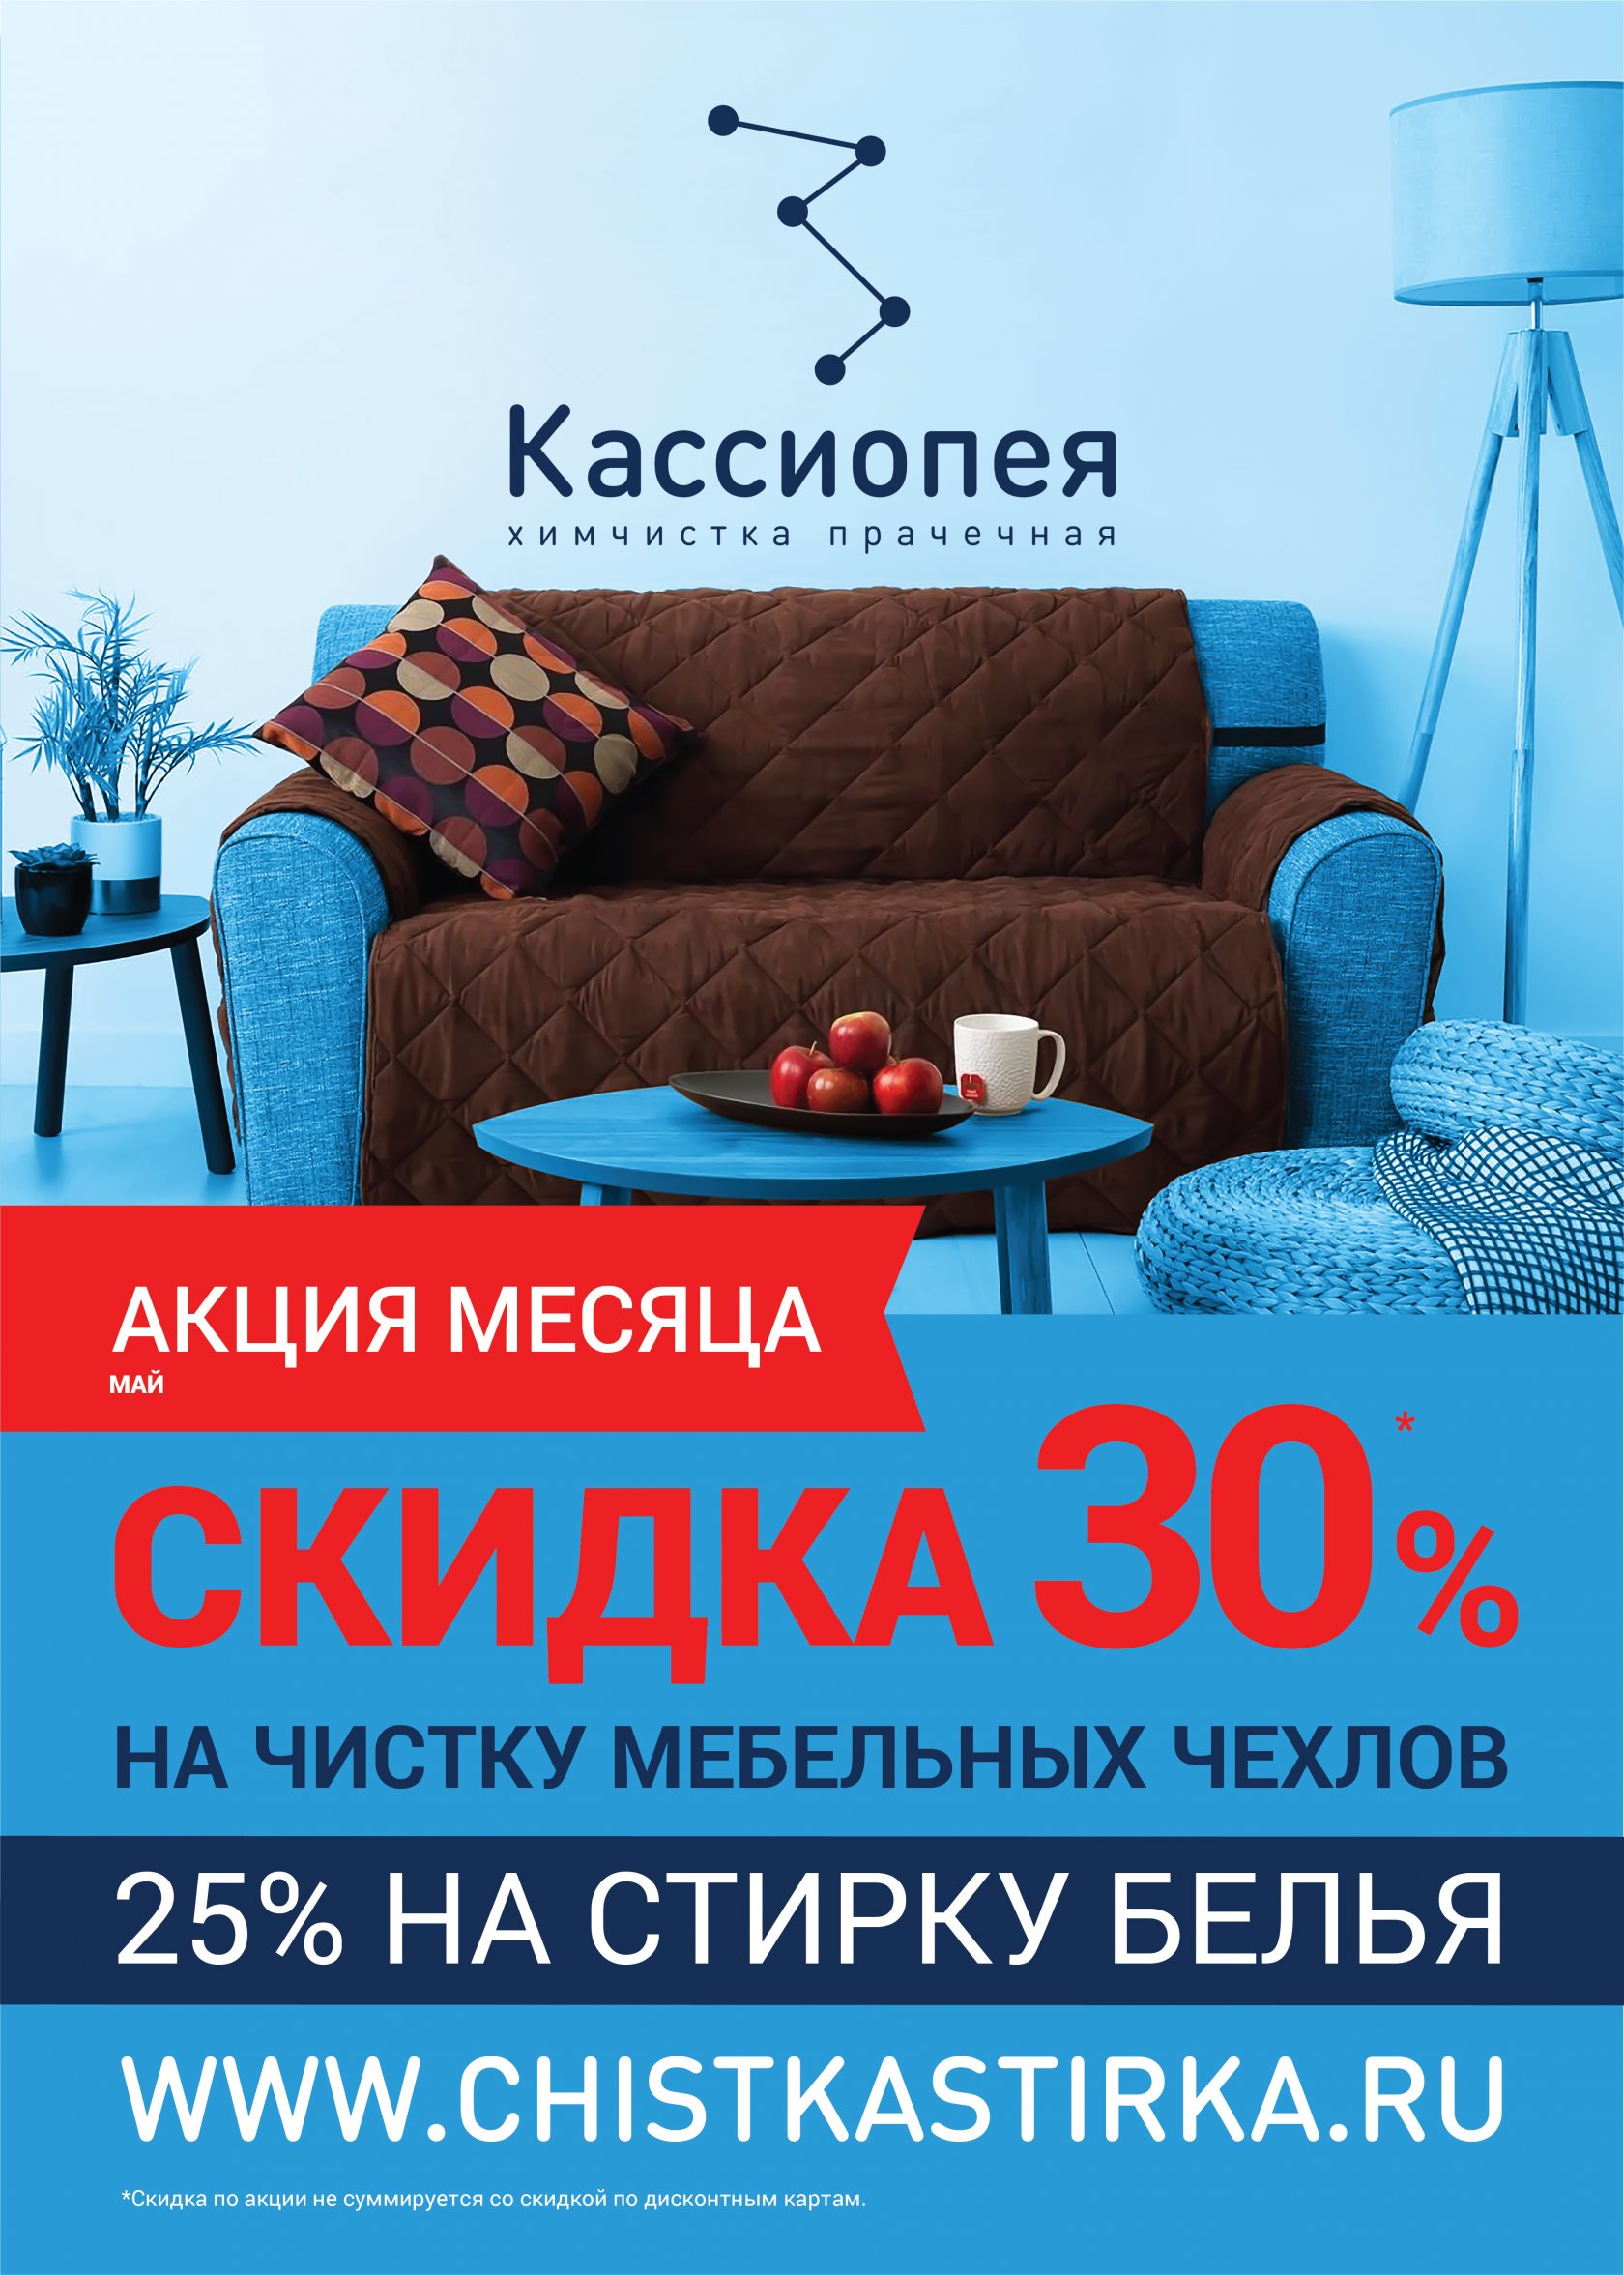 Кассиопея
химчистка прачечная
АКЦИЯ МЕСЯЦА
МАЙ
СКИДКА 30%*
НА ЧИСТКУ МЕБЕЛЬНЫХ ЧЕХЛОВ
25% НА СТИРКУ БЕЛЬЯ
WWW.CHISTKASTIRKA.RU
*Скидка по акции не суммируется со скидкой по дисконтным картам.